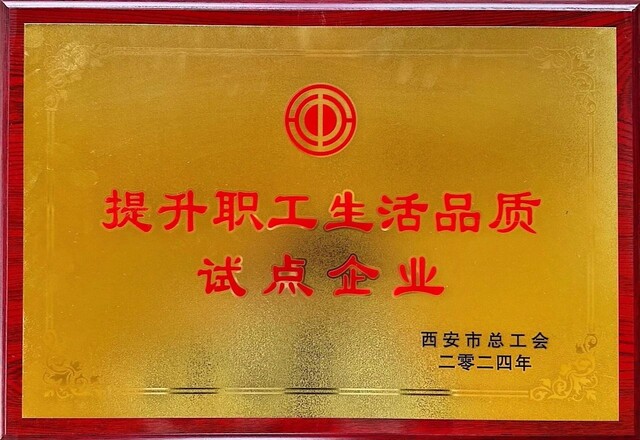 提升职工生活品质
试点企业
西安市总工会
二零二四年